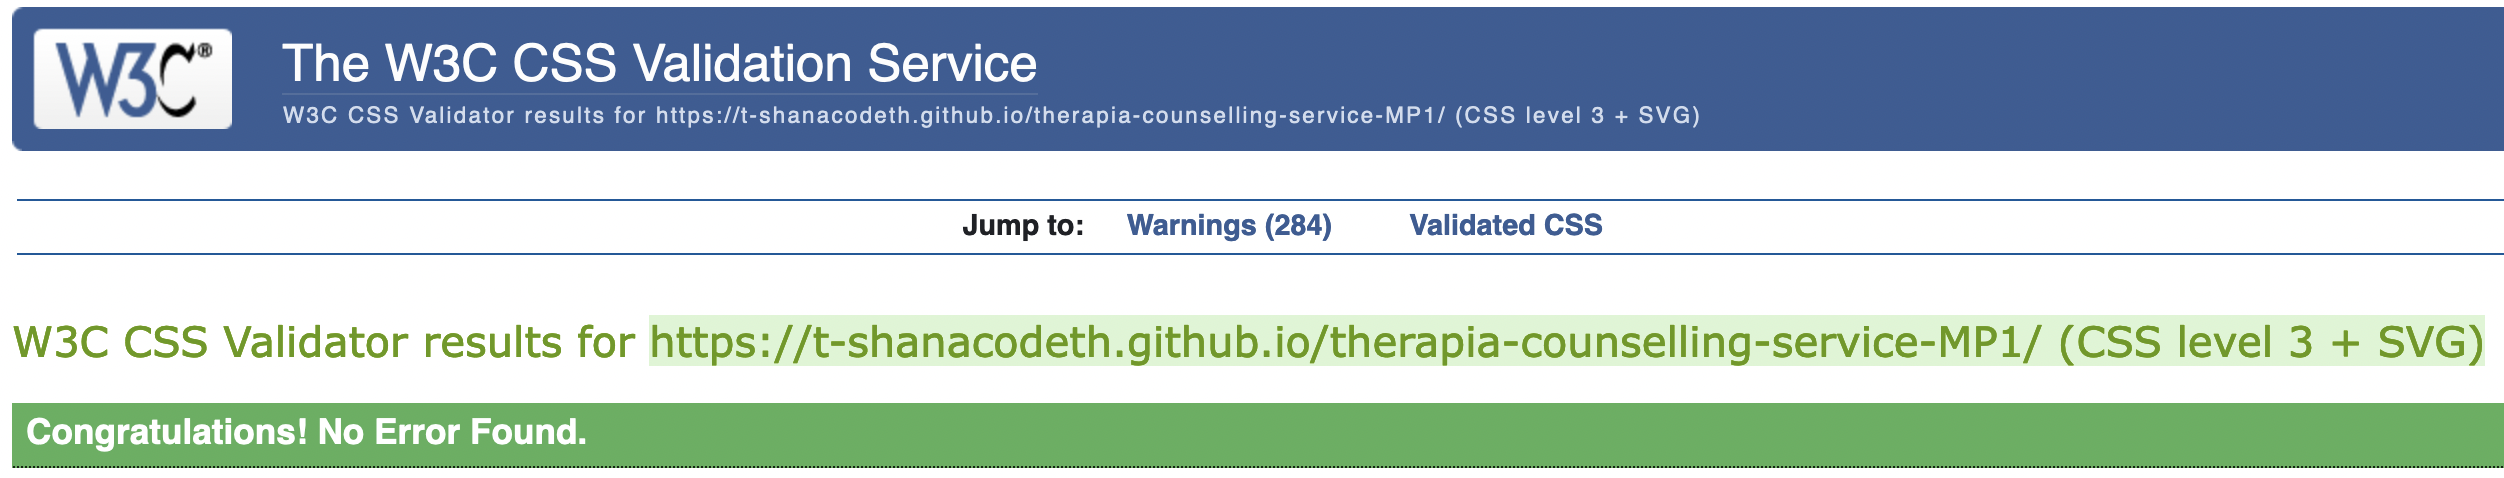 W3C®
The W3C CSS Validation Service
W3C CSS Validator results for https://t-shanacodeth.github.io/therapia-counselling-service-MP1/ (CSS level 3 + SVG)
Jump to: Warnings (284) Validated CSS
W3C CSS Validator results for https://t-shanacodeth.github.io/therapia-counselling-service-MP1/ (CSS level 3 + SVG)
Congratulations! No Error Found.